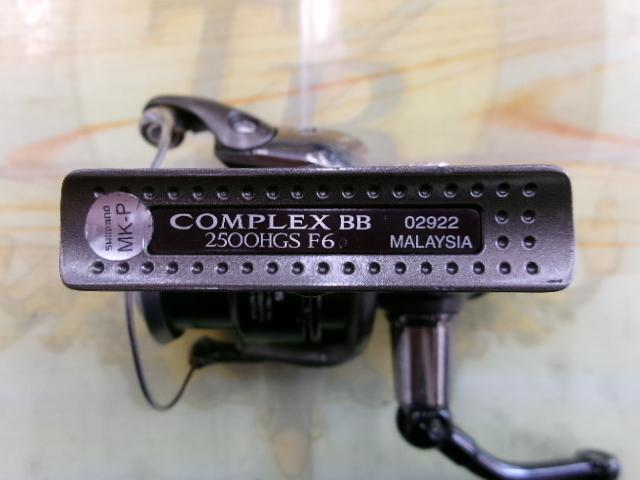 SHIMANO
MK-P
COMPLEX BB
2500HGS F6
02922
MALAYSIA